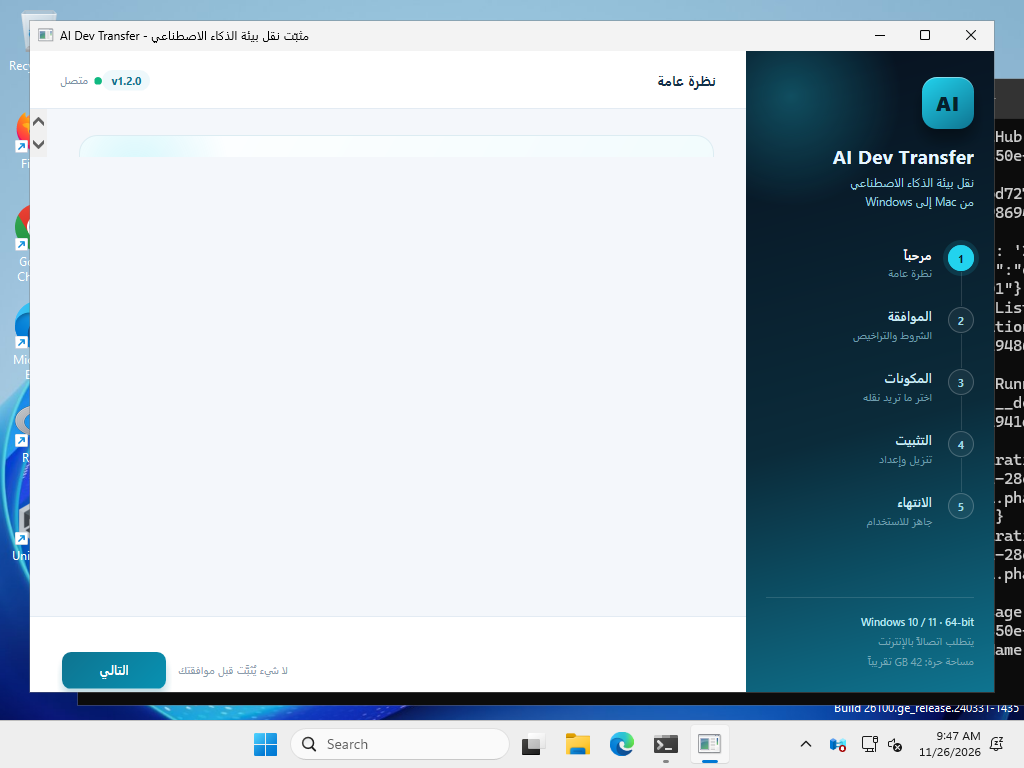 AI Dev Transfer - مثبّت نقل بيئة الذكاء الاصطناعي
نظرة عامة
v1.2.0
متصل
AI
AI Dev Transfer
نقل بيئة الذكاء الاصطناعي
من Mac إلى Windows
1
مرحباً
نظرة عامة
2
الموافقة
الشروط والتراخيص
3
المكونات
اختر ما تريد نقله
4
التثبيت
تنزيل وإعداد
5
الانتهاء
جاهز للاستخدام
Windows 10 / 11 · 64-bit
يتطلب اتصالاً بالإنترنت
مساحة حرة: 42 GB تقريباً
لا شيء يُثبَّت قبل موافقتك
التالي
Hub
Build 26100.ge_release.240331-1435
Search
9:47 AM
11/26/2026